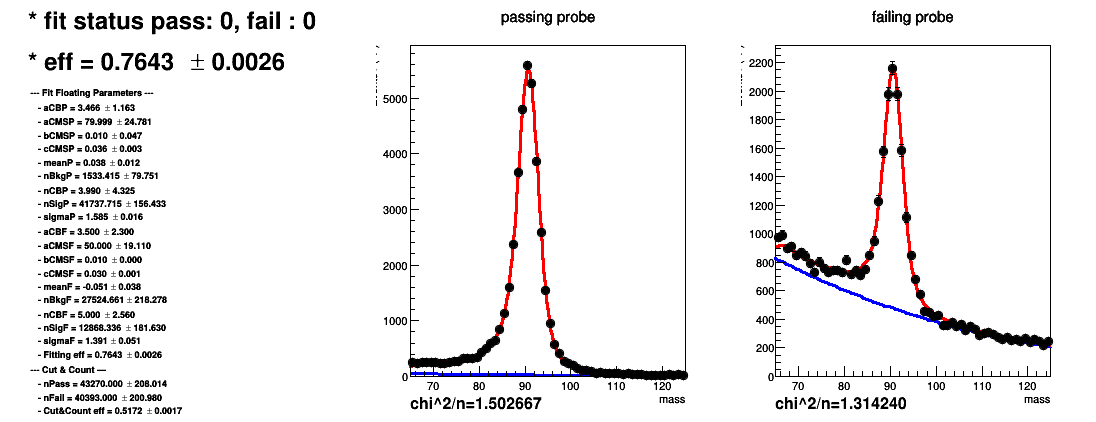 * fit status pass: 0, fail : 0
* eff = 0.7643 ± 0.0026
--- Fit Floating Parameters ---
- aCBP = 3.466 ± 1.163
- aCMSP = 79.999 ± 24.781
- bCMSP = 0.010 ± 0.047
- cCMSP = 0.036 ± 0.003
- meanP = 0.038 ± 0.012
- nBkgP = 1533.415 ± 79.751
- nCBP = 3.990 ± 4.325
- nSigP = 41737.715 ± 156.433
- sigmaP = 1.585 ± 0.016
- aCBF = 3.500 ± 2.300
- aCMSF = 50.000 ± 19.110
- bCMSF = 0.010 ± 0.000
- cCMSF = 0.030 ± 0.001
- meanF = -0.051 ± 0.038
- nBkgF = 27524.661 ± 218.278
- nCBF = 5.000 ± 2.560
- nSigF = 12868.336 ± 181.630
- sigmaF = 1.391 ± 0.051
- Fitting eff = 0.7643 ± 0.0026
--- Cut & Count ---
- nPass = 43270.000 ± 208.014
- nFail = 40393.000 ± 200.980
- Cut&Count eff = 0.5172 ± 0.0017
passing probe
5000
4000
3000
2000
1000
0
70 80 90 100 110 120
mass
chi^2/n=1.502667
failing probe
2200
2000
1800
1600
1400
1200
1000
800
600
400
200
0
70 80 90 100 110 120
mass
chi^2/n=1.314240